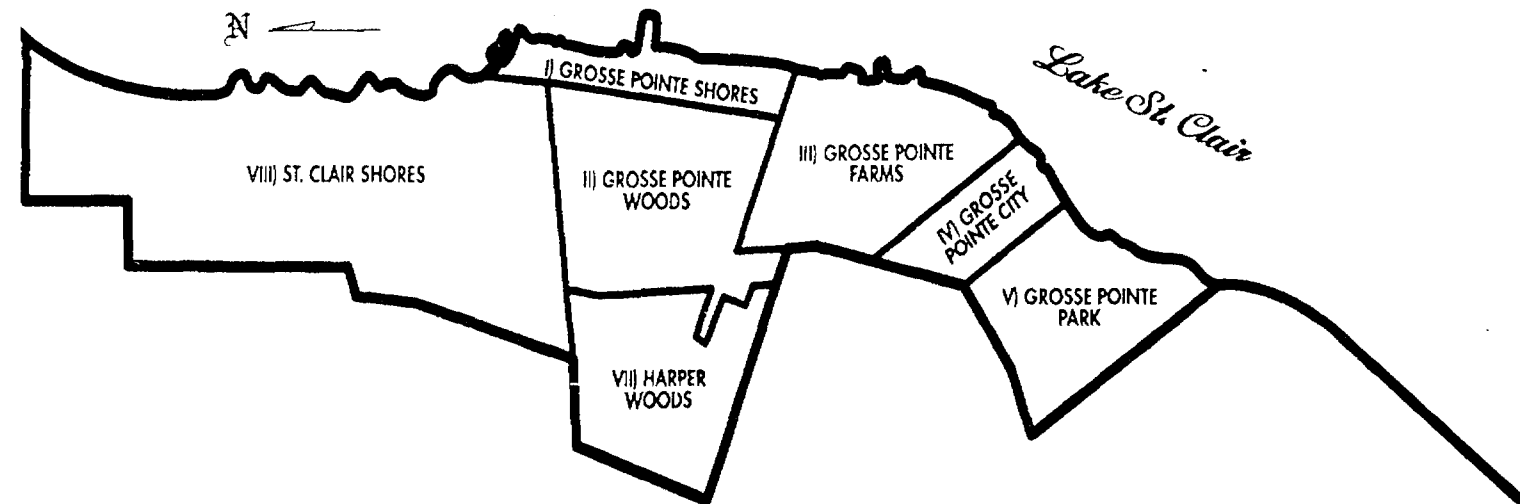 N
Lake St. Clair
I) GROSSE POINTE SHORES
VIII) ST. CLAIR SHORES
II) GROSSE POINTE
WOODS
III) GROSSE POINTE
FARMS
IV) GROSSE
POINTE CITY
V) GROSSE POINTE
PARK
VII) HARPER
WOODS